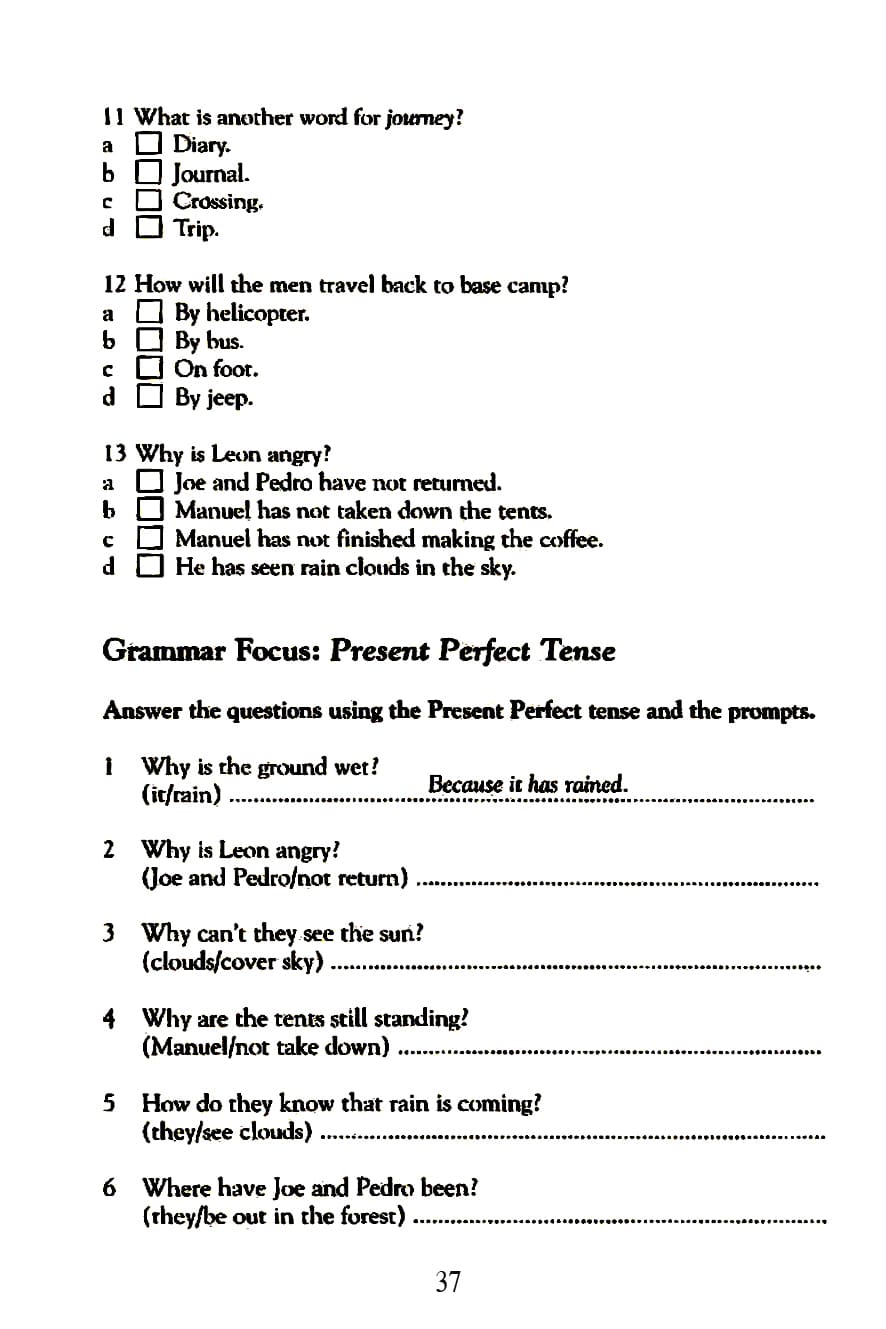 11 What is another word for journey?
a Diary.
b Journal.
c Crossing.
d Trip.
12 How will the men travel back to base camp?
a By helicopter.
b By bus.
c On foot.
d By jeep.
13 Why is Leon angry?
a Joe and Pedro have not returned.
b Manuel has not taken down the tents.
c Manuel has not finished making the coffee.
d He has seen rain clouds in the sky.
Grammar Focus: Present Perfect Tense
Answer the questions using the Present Perfect tense and the prompts.
1 Why is the ground wet?
(it/rain) ........ Because it has rained. ........
2 Why is Leon angry?
(Joe and Pedro/not return) ........
3 Why can't they see the sun?
(clouds/cover sky) ........
4 Why are the tents still standing?
(Manuel/not take down) ........
5 How do they know that rain is coming?
(they/see clouds) ........
6 Where have Joe and Pedro been?
(they/be out in the forest) ........
37